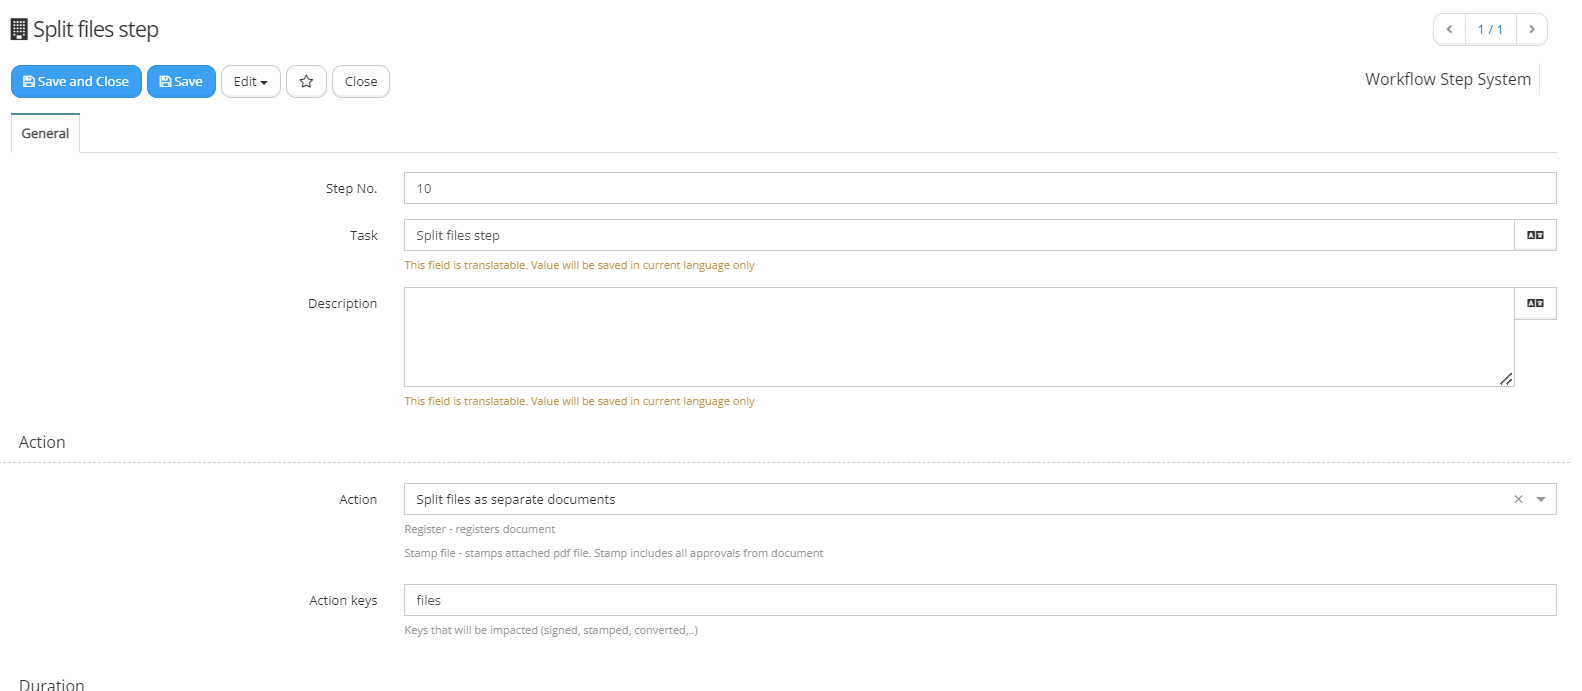 Split files step
1 / 1
Save and Close
Save
Edit
Close
Workflow Step System
General
Step No.
10
Task
Split files step
This field is translatable. Value will be saved in current language only
Description
This field is translatable. Value will be saved in current language only
Action
Action
Split files as separate documents
Register - registers document
Stamp file - stamps attached pdf file. Stamp includes all approvals from document
Action keys
files
Keys that will be impacted (signed, stamped, converted,..)
Duration